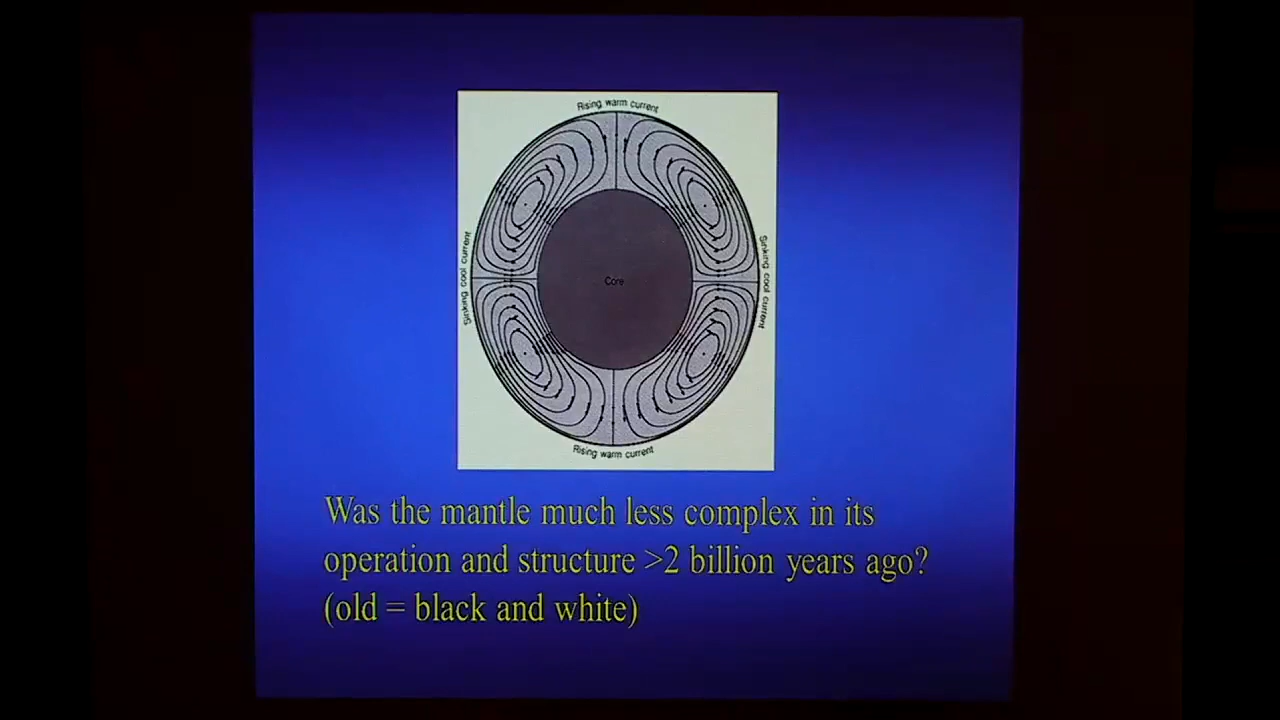 Rising warm current
Sinking cool current
Sinking cool current
Core
Rising warm current
Was the mantle much less complex in its
operation and structure >2 billion years ago?
(old = black and white)